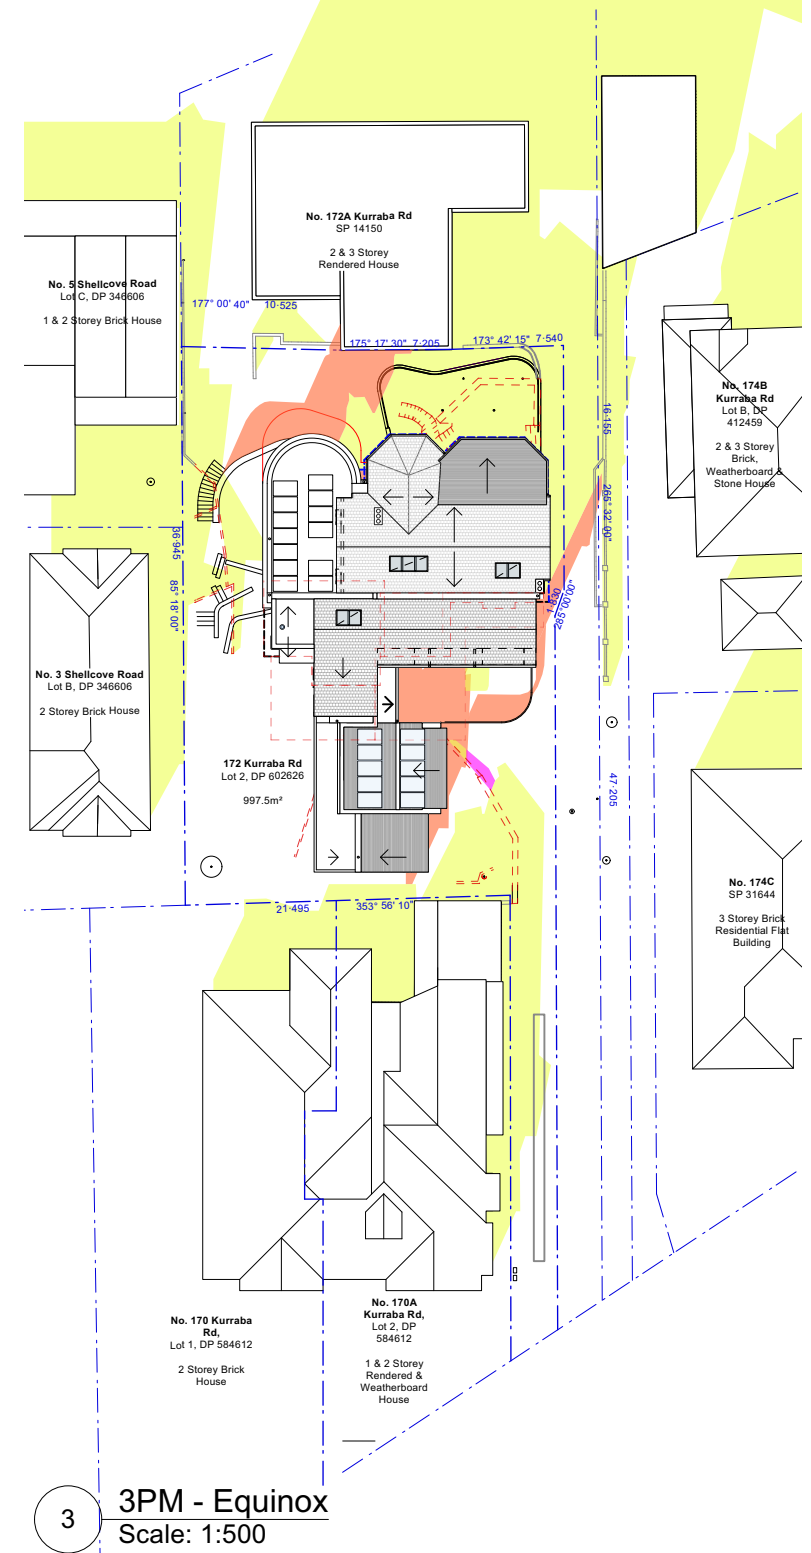 No. 172A Kurraba Rd
SP 14150
2 & 3 Storey
Rendered House
No. 5 Shellcove Road
Lot C, DP 346606
1 & 2 Storey Brick House
177° 00' 40"
10·525
175° 17' 30"
7·205
173° 42' 15"
7·540
No. 174B
Kurraba Rd
Lot B, DP
412459
2 & 3 Storey
Brick,
Weatherboard &
Stone House
16·155
265° 32' 00"
36·945
85° 18' 00"
1·830
285°00'00"
No. 3 Shellcove Road
Lot B, DP 346606
2 Storey Brick House
172 Kurraba Rd
Lot 2, DP 602626
997.5m²
47·205
No. 174C
SP 31644
3 Storey Brick
Residential Flat
Building
21·495
353° 56' 10"
No. 170 Kurraba
Rd,
Lot 1, DP 584612
2 Storey Brick
House
No. 170A
Kurraba Rd,
Lot 2, DP
584612
1 & 2 Storey
Rendered &
Weatherboard
House
3
3PM - Equinox
Scale: 1:500